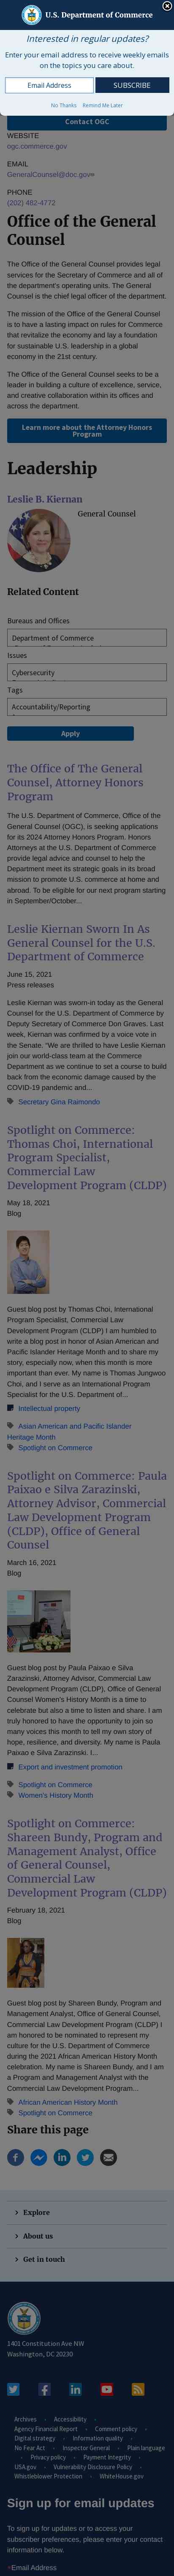 U.S. Department of Commerce
Interested in regular updates?
Enter your email address to receive weekly emails
on the topics you care about.
Email Address
SUBSCRIBE
No Thanks
Remind Me Later
Contact OGC
WEBSITE
ogc.commerce.gov
EMAIL
GeneralCounsel@doc.gov
PHONE
(202) 482-4772
Office of the General
Counsel
The Office of the General Counsel provides legal
services for the Secretary of Commerce and all of
the department's operating units. The General
Counsel is the chief legal officer of the department.
The mission of the Office of the General Counsel
is to have a lasting impact on rules for Commerce
that revitalize and provide the foundation
for sustainable U.S. leadership in a global
economy in the 21st century.
The Office of the General Counsel seeks to be a
leader in building a culture of excellence, service,
and creative collaboration within its offices and
across the department.
Learn more about the Attorney Honors
Program
Leadership
Leslie B. Kiernan
General Counsel
Related Content
Bureaus and Offices
Department of Commerce
Issues
Cybersecurity
Tags
Accountability/Reporting
Apply
The Office of The General
Counsel, Attorney Honors
Program
The U.S. Department of Commerce, Office of
General Counsel (OGC), is seeking applications
for its 2024 Attorney Honors Program. Honors
Attorneys at the U.S. Department of Commerce
provide legal counsel to help the Department
meet its strategic goals in its broad
mission to promote U.S. commerce at home and
abroad. To be eligible for our next program starting
in September/October...
Leslie Kiernan Sworn In As
General Counsel for the U.S.
Department of Commerce
June 15, 2021
Press releases
Leslie Kiernan was sworn-in today as the General
Counsel for the U.S. Department of Commerce by
Deputy Secretary of Commerce Don Graves. Last
week, Kiernan was confirmed by a voice vote in
the Senate. “We are thrilled to have Leslie Kiernan
join our world-class team at the Commerce
Department as we continue to set a course to build
back from the economic damage caused by the
COVID-19 pandemic and...
Secretary Gina Raimondo
Spotlight on Commerce:
Thomas Choi, International
Program Specialist,
Commercial Law
Development Program (CLDP)
May 18, 2021
Blog
Guest blog post by Thomas Choi, International
Program Specialist, Commercial Law
Development Program (CLDP) I am humbled to
write a blog post as part of Asian American and
Pacific Islander Heritage Month and to share my
story, especially now, when this month is more
important than ever. My name is Thomas Jungwoo
Choi, and I serve as an International Program
Specialist for the U.S. Department of...
Intellectual property
Asian American and Pacific Islander
Heritage Month
Spotlight on Commerce
Spotlight on Commerce: Paula
Paixao e Silva Zarazinski,
Attorney Advisor, Commercial
Law Development Program
(CLDP), Office of General
Counsel
March 16, 2021
Blog
Guest blog post by Paula Paixao e Silva
Zarazinski, Attorney Advisor, Commercial Law
Development Program (CLDP), Office of General
Counsel Women's History Month is a time to
celebrate but also a time to learn and share. I am
truly honored to have the opportunity to join so
many unique voices this month to tell my own story
of hope, resilience, and diversity. My name is Paula
Paixao e Silva Zarazinski. I...
Export and investment promotion
Spotlight on Commerce
Women's History Month
Spotlight on Commerce:
Shareen Bundy, Program and
Management Analyst, Office
of General Counsel,
Commercial Law
Development Program (CLDP)
February 18, 2021
Blog
Guest blog post by Shareen Bundy, Program and
Management Analyst, Office of General Counsel,
Commercial Law Development Program (CLDP) I
am honored to represent my community by
contributing to the U.S. Department of Commerce
during the 2021 African American History Month
celebration. My name is Shareen Bundy, and I am
a Program and Management Analyst with the
Commercial Law Development Program...
African American History Month
Spotlight on Commerce
Share this page
Explore
About us
Get in touch
1401 Constitution Ave NW
Washington, DC 20230
Archives
Accessibility
Agency Financial Report
Comment policy
Digital strategy
Information quality
No Fear Act
Inspector General
Plain language
Privacy policy
Payment Integrity
USA.gov
Vulnerability Disclosure Policy
Whistleblower Protection
WhiteHouse.gov
Sign up for email updates
To sign up for updates or to access your
subscriber preferences, please enter your contact
information below.
*Email Address